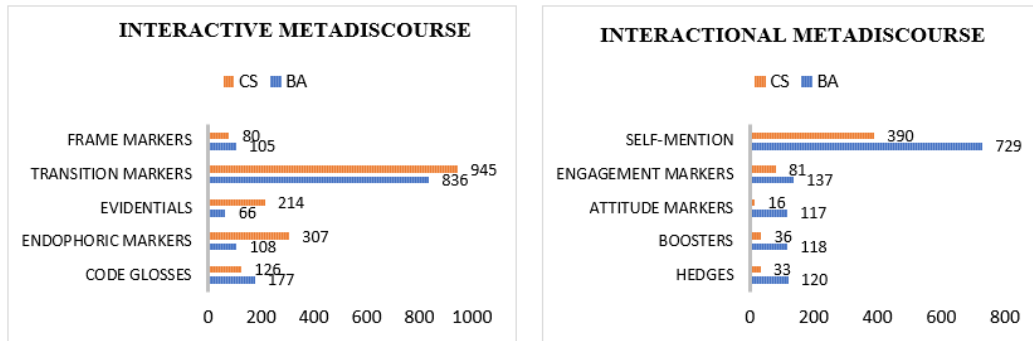 INTERACTIVE METADISCOURSE
CS BA
FRAME MARKERS 80
105
TRANSITION MARKERS 945
836
EVIDENTIALS 214
66
ENDOPHORIC MARKERS 307
108
CODE GLOSSES 126
177
0 200 400 600 800 1000
INTERACTIONAL METADISCOURSE
CS BA
SELF-MENTION 390
729
ENGAGEMENT MARKERS 81
137
ATTITUDE MARKERS 16
117
BOOSTERS 36
118
HEDGES 33
120
0 200 400 600 800